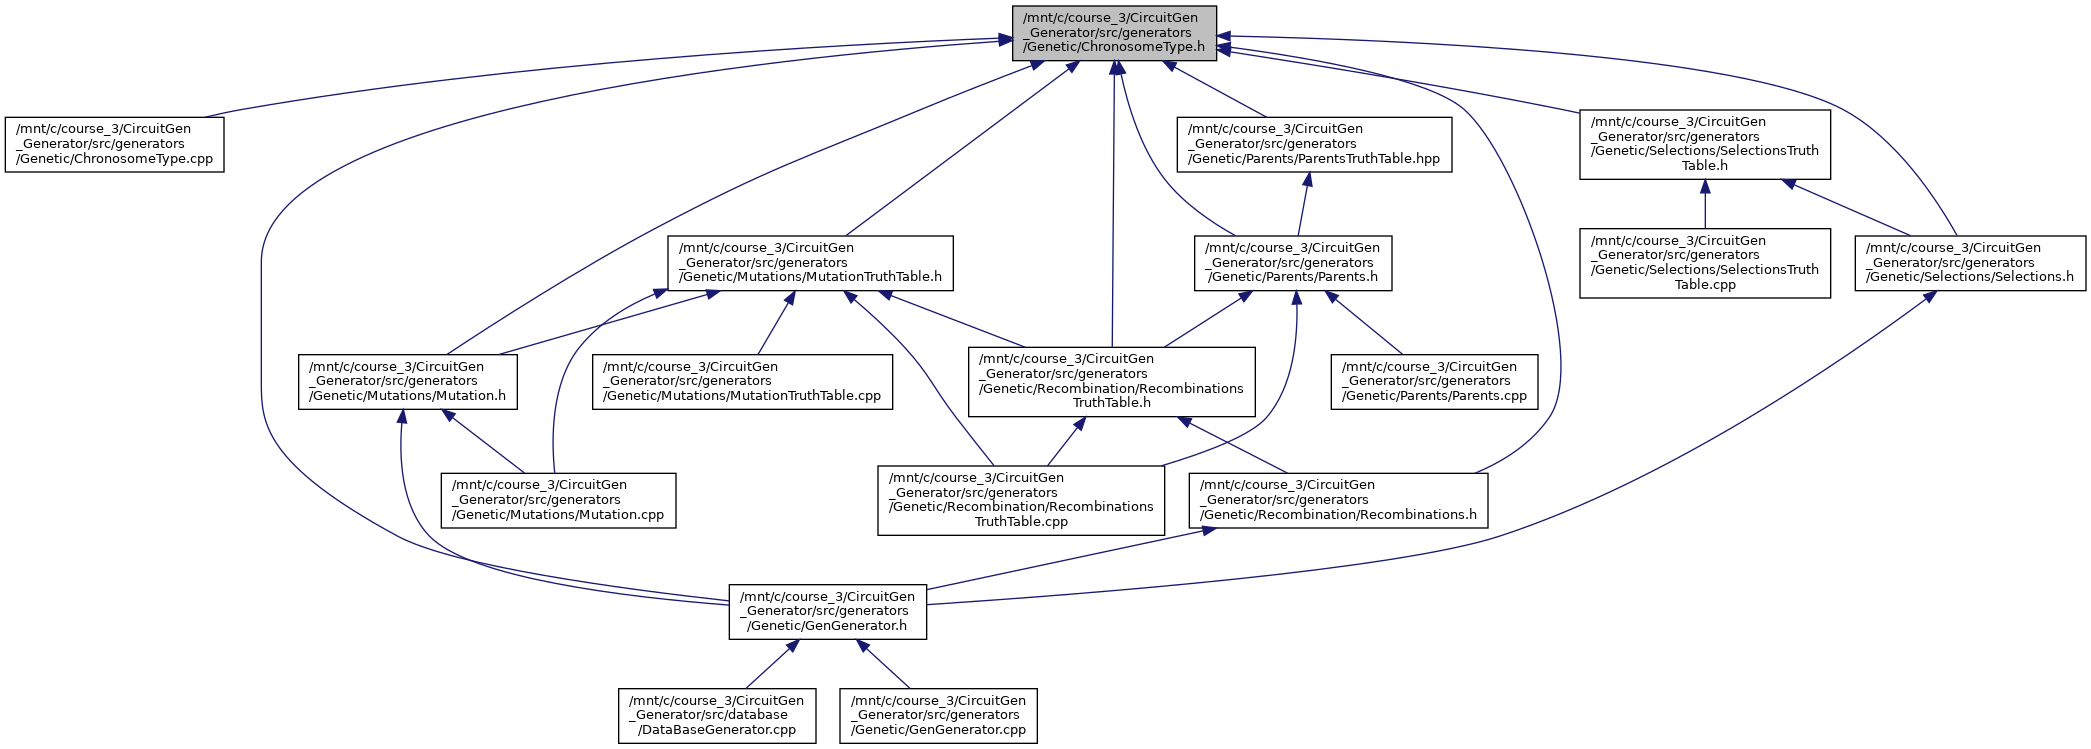 /mnt/c/course_3/CircuitGen
_Generator/src/generators
/Genetic/ChronosomeType.h
/mnt/c/course_3/CircuitGen
_Generator/src/generators
/Genetic/ChronosomeType.cpp
/mnt/c/course_3/CircuitGen
_Generator/src/generators
/Genetic/Parents/ParentsTruthTable.hpp
/mnt/c/course_3/CircuitGen
_Generator/src/generators
/Genetic/Selections/SelectionsTruth
Table.h
/mnt/c/course_3/CircuitGen
_Generator/src/generators
/Genetic/Mutations/MutationTruthTable.h
/mnt/c/course_3/CircuitGen
_Generator/src/generators
/Genetic/Parents/Parents.h
/mnt/c/course_3/CircuitGen
_Generator/src/generators
/Genetic/Selections/SelectionsTruth
Table.cpp
/mnt/c/course_3/CircuitGen
_Generator/src/generators
/Genetic/Selections/Selections.h
/mnt/c/course_3/CircuitGen
_Generator/src/generators
/Genetic/Mutations/Mutation.h
/mnt/c/course_3/CircuitGen
_Generator/src/generators
/Genetic/Mutations/MutationTruthTable.cpp
/mnt/c/course_3/CircuitGen
_Generator/src/generators
/Genetic/Recombination/Recombinations
TruthTable.h
/mnt/c/course_3/CircuitGen
_Generator/src/generators
/Genetic/Parents/Parents.cpp
/mnt/c/course_3/CircuitGen
_Generator/src/generators
/Genetic/Mutations/Mutation.cpp
/mnt/c/course_3/CircuitGen
_Generator/src/generators
/Genetic/Recombination/Recombinations
TruthTable.cpp
/mnt/c/course_3/CircuitGen
_Generator/src/generators
/Genetic/Recombination/Recombinations.h
/mnt/c/course_3/CircuitGen
_Generator/src/generators
/Genetic/GenGenerator.h
/mnt/c/course_3/CircuitGen
_Generator/src/database
/DataBaseGenerator.cpp
/mnt/c/course_3/CircuitGen
_Generator/src/generators
/Genetic/GenGenerator.cpp